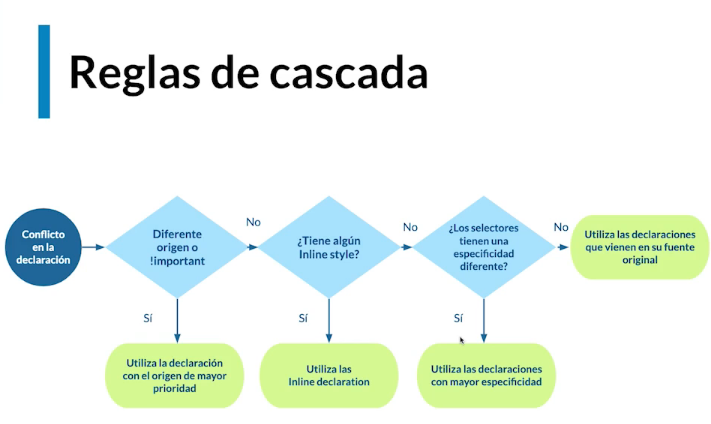 Reglas de cascada
Conflicto
en la
declaración
Diferente
origen o
!important
No
¿Tiene algún
Inline style?
No
¿Los selectores
tienen una
especificidad
diferente?
No
Utiliza las declaraciones
que vienen en su fuente
original
Sí
Sí
Sí
Utiliza la declaración
con el origen de mayor
prioridad
Utiliza las
Inline declaration
Utiliza las declaraciones
con mayor especificidad